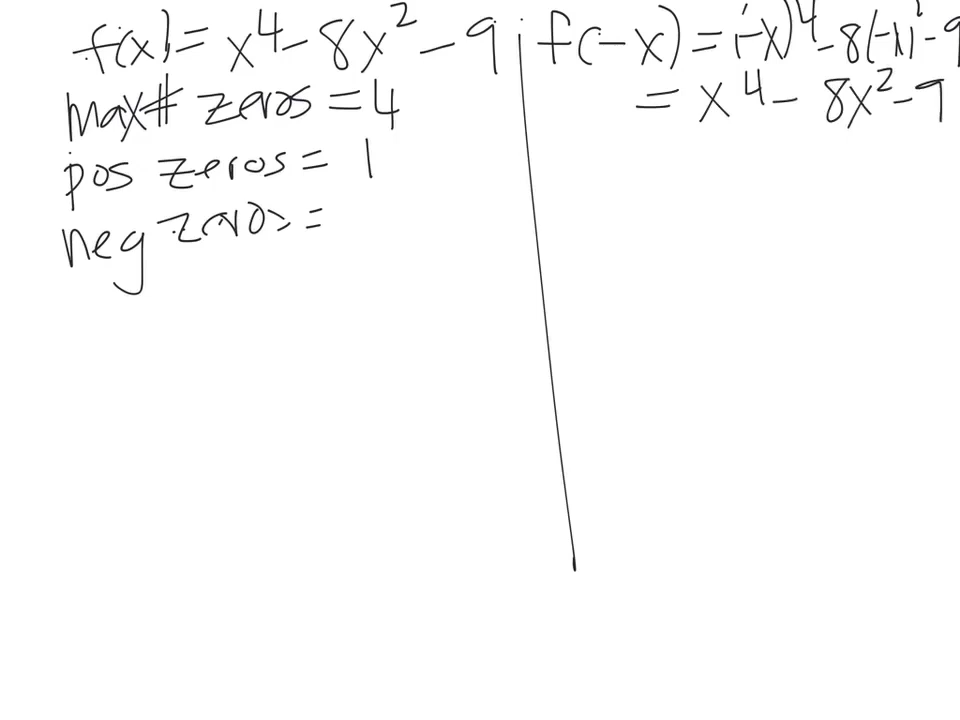 f(x) = x⁴ - 8x² - 9
max # zeros = 4
pos zeros = 1
neg zeros =
f(-x) = (-x)⁴ - 8(-x)² - 9
= x⁴ - 8x² - 9